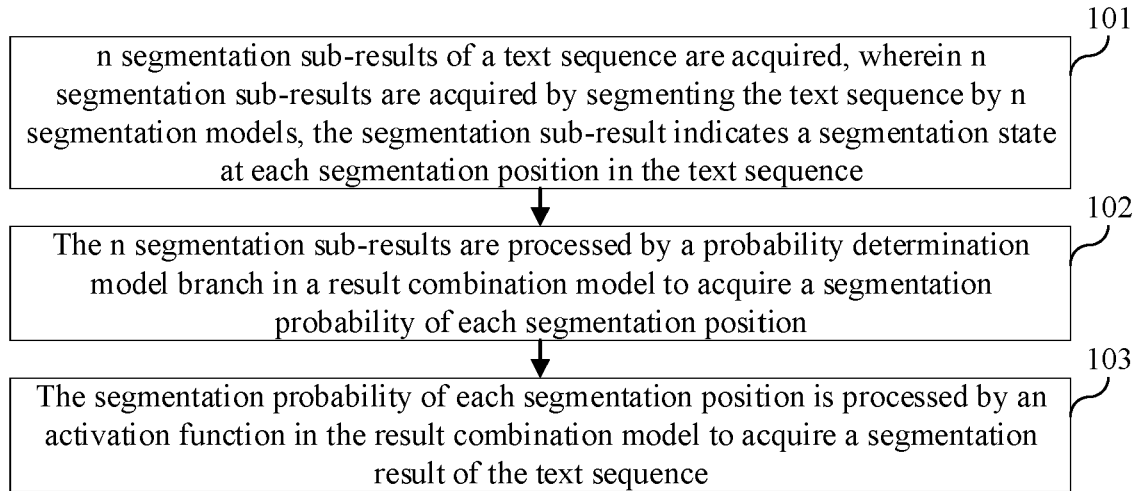 101
n segmentation sub-results of a text sequence are acquired, wherein n
segmentation sub-results are acquired by segmenting the text sequence by n
segmentation models, the segmentation sub-result indicates a segmentation state
at each segmentation position in the text sequence
102
The n segmentation sub-results are processed by a probability determination
model branch in a result combination model to acquire a segmentation
probability of each segmentation position
103
The segmentation probability of each segmentation position is processed by an
activation function in the result combination model to acquire a segmentation
result of the text sequence